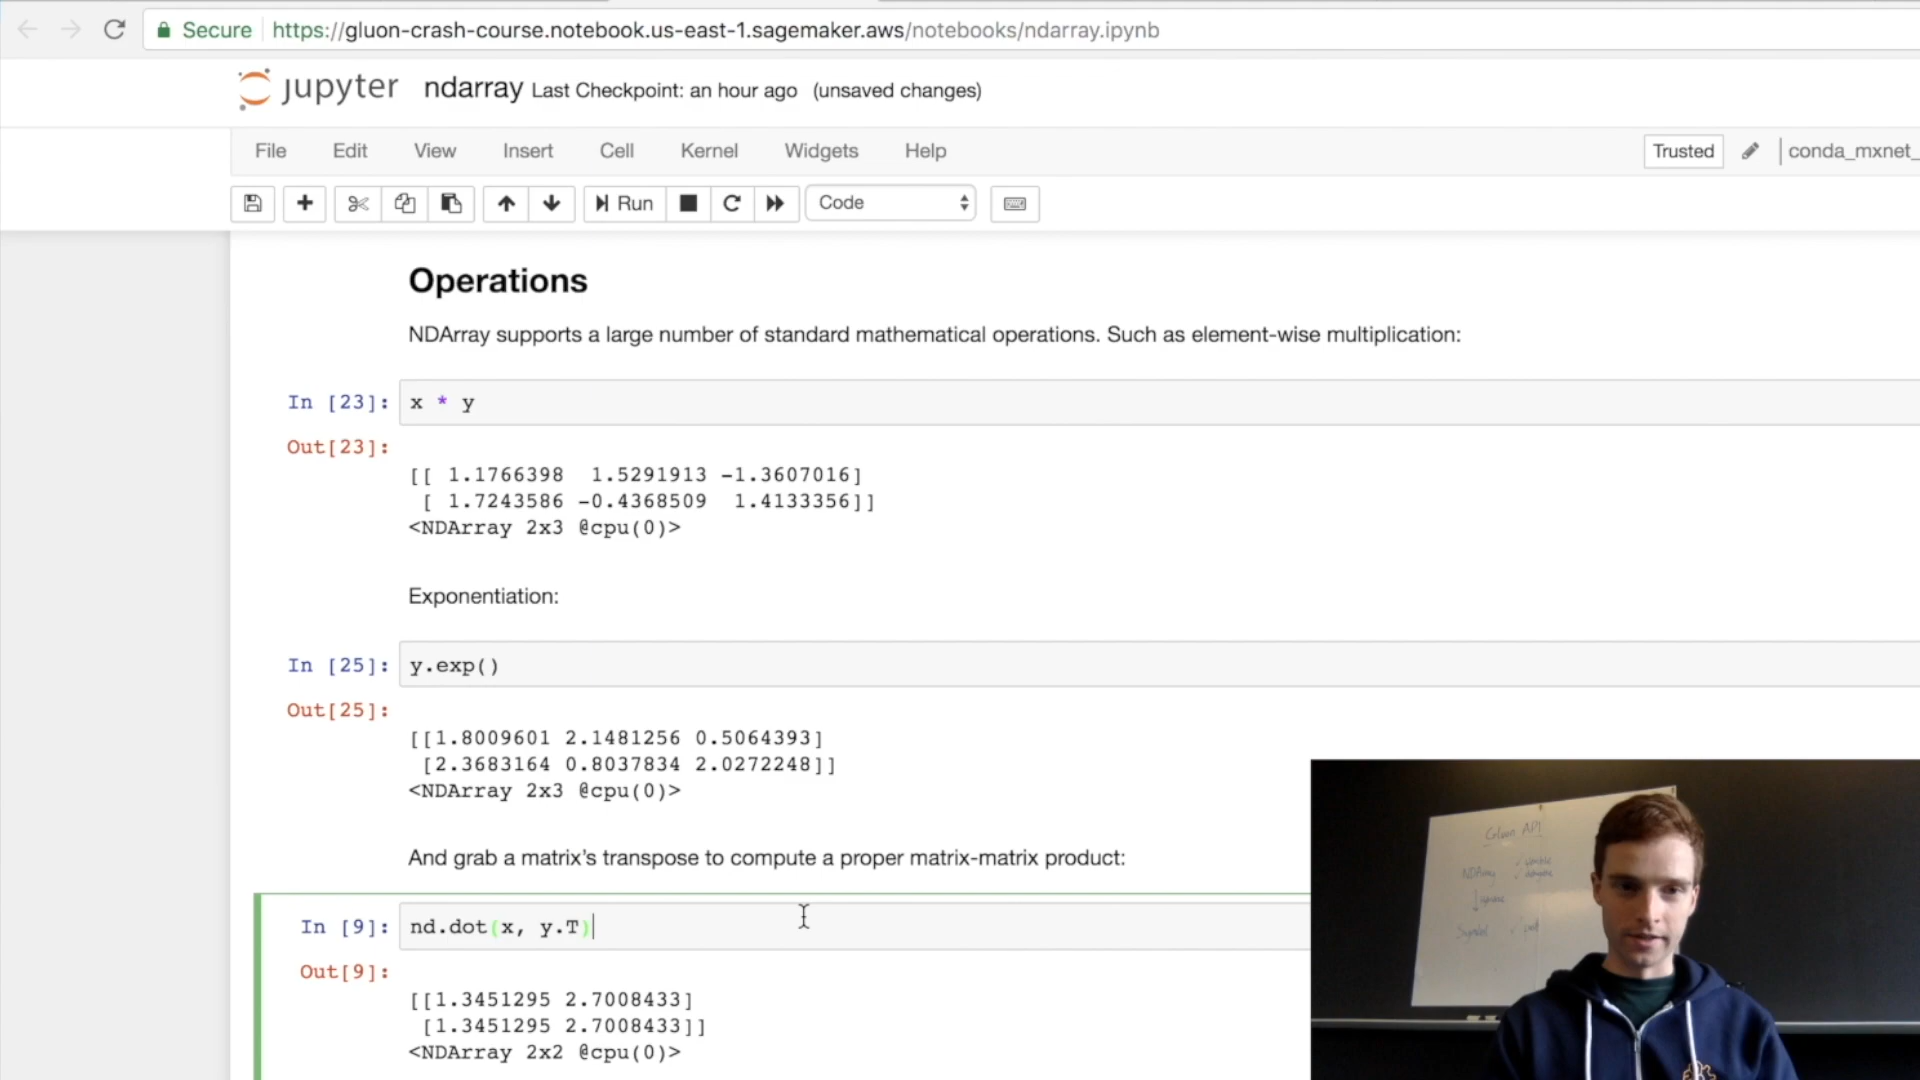 Secure https://gluon-crash-course.notebook.us-east-1.sagemaker.aws/notebooks/ndarray.ipynb
jupyter ndarray Last Checkpoint: an hour ago (unsaved changes)
File Edit View Insert Cell Kernel Widgets Help Trusted conda_mxnet_
Run Code
Operations
NDArray supports a large number of standard mathematical operations. Such as element-wise multiplication:
In [23]: x * y
Out[23]:
[[ 1.1766398 1.5291913 -1.3607016]
[ 1.7243586 -0.4368509 1.4133356]]
<NDArray 2x3 @cpu(0)>
Exponentiation:
In [25]: y.exp()
Out[25]:
[[1.8009601 2.1481256 0.5064393]
[2.3683164 0.8037834 2.0272248]]
<NDArray 2x3 @cpu(0)>
And grab a matrix's transpose to compute a proper matrix-matrix product:
In [9]: nd.dot(x, y.T)
Out[9]:
[[1.3451295 2.7008433]
[1.3451295 2.7008433]]
<NDArray 2x2 @cpu(0)>
Gluon API
NDArray
Symbol